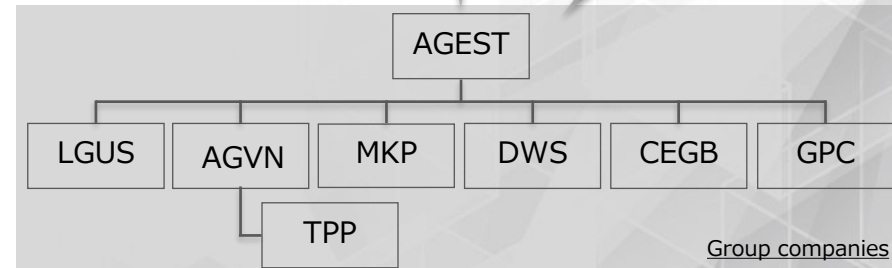 AGEST
LGUS
AGVN
MKP
DWS
CEGB
GPC
TPP
Group companies